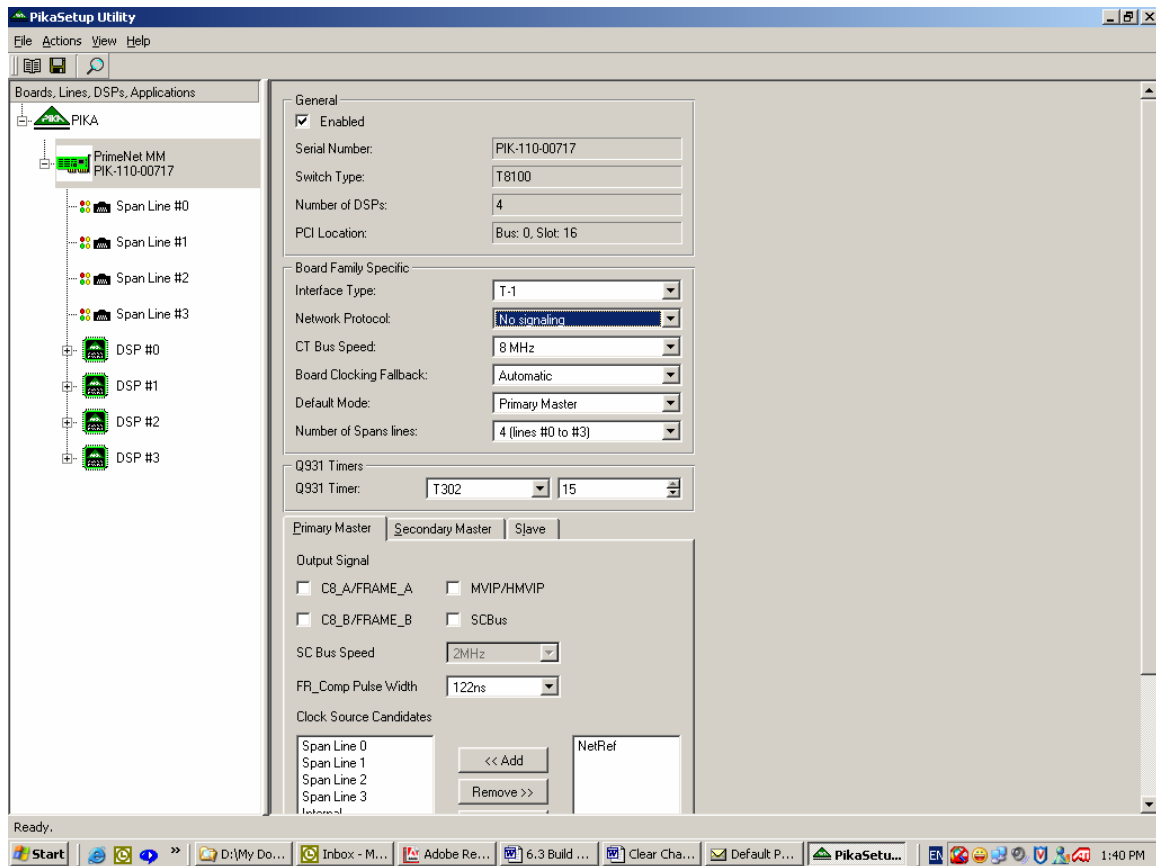 PikaSetup Utility
File Actions View Help
Boards, Lines, DSPs, Applications
PIKA
PIKA
PrimeNet MM
PIK-110-00717
Span Line #0
Span Line #1
Span Line #2
Span Line #3
DSP #0
DSP #1
DSP #2
DSP #3
General
Enabled
Serial Number: PIK-110-00717
Switch Type: T8100
Number of DSPs: 4
PCI Location: Bus: 0, Slot: 16
Board Family Specific
Interface Type: T-1
Network Protocol: No signaling
CT Bus Speed: 8 MHz
Board Clocking Fallback: Automatic
Default Mode: Primary Master
Number of Spans lines: 4 (lines #0 to #3)
Q931 Timers
Q931 Timer: T302 15
Primary Master Secondary Master Slave
Output Signal
C8_A/FRAME_A MVIP/HMVIP
C8_B/FRAME_B SCBus
SC Bus Speed 2MHz
FR_Comp Pulse Width 122ns
Clock Source Candidates
Span Line 0
Span Line 1
Span Line 2
Span Line 3
Internal
<< Add
Remove >>
NetRef
Ready.
Start » D:\My Do... Inbox - M... Adobe Re... 6.3 Build ... Clear Cha... Default P... PikaSetu... EN 1:40 PM